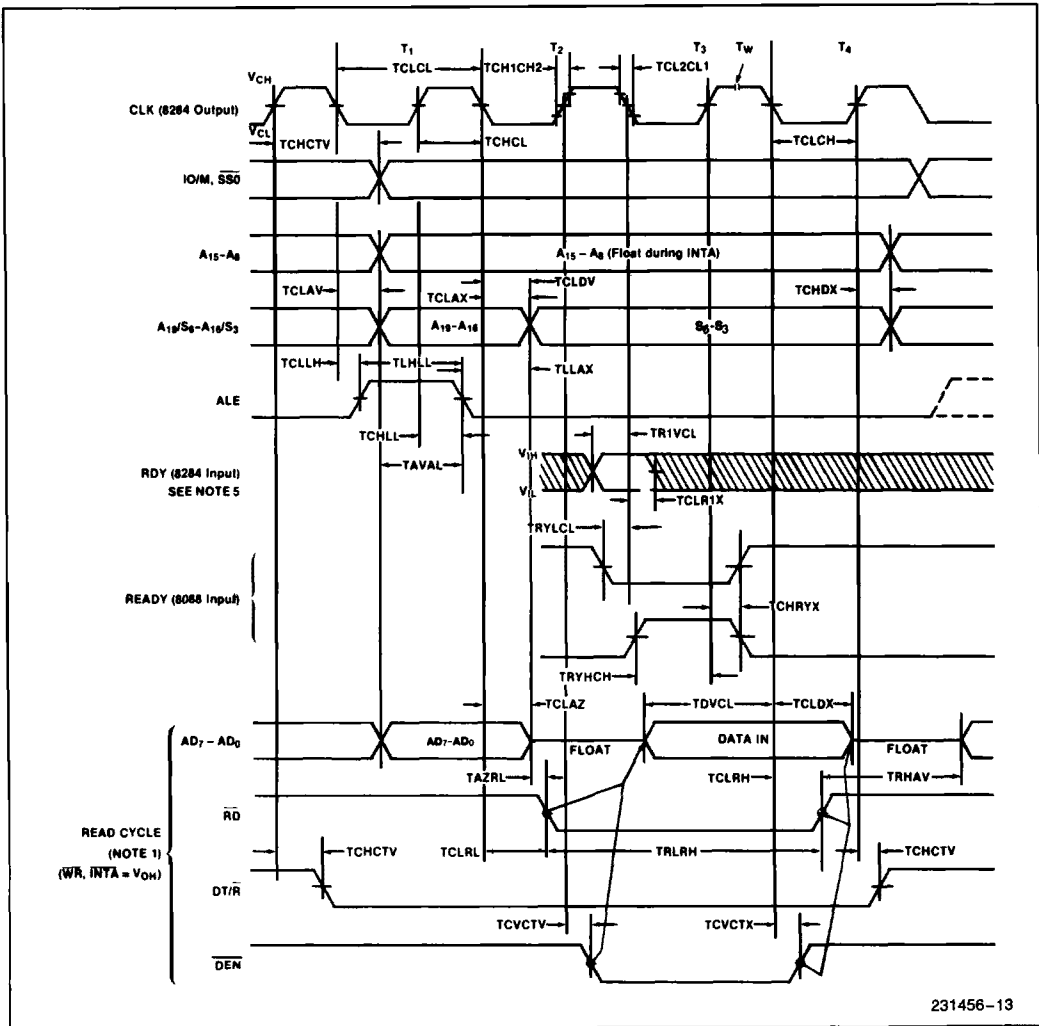 T1 T2 T3 TW T4
TCLCL TCH1CH2 TCL2CL1
VCH
CLK (8284 Output)
VCL
TCHCTV TCHCL TCLCH
IO/M, SS0
A15-A8 A15 - A8 (Float during INTA)
TCLDV
TCLAV TCLAX TCHDX
A19/S6-A16/S3 A19-A16 S6-S3
TCLLH TLHLL TLLAX
ALE
TCHLL TR1VCL
TAVAL VIH
RDY (8284 Input)
SEE NOTE 5 VIL
TCLR1X
TRYLCL
READY (8088 Input) TCHRYX
TRYHCH
TCLAZ TDVCL TCLDX
AD7-AD0 AD7-AD0 FLOAT DATA IN FLOAT
TAZRL TCLRH TRHAV
RD
READ CYCLE
(NOTE 1)
(WR, INTA = VOH)
TCHCTV TCLRL TRLRH TCHCTV
DT/R
TCVCTV TCVCTX
DEN
231456-13